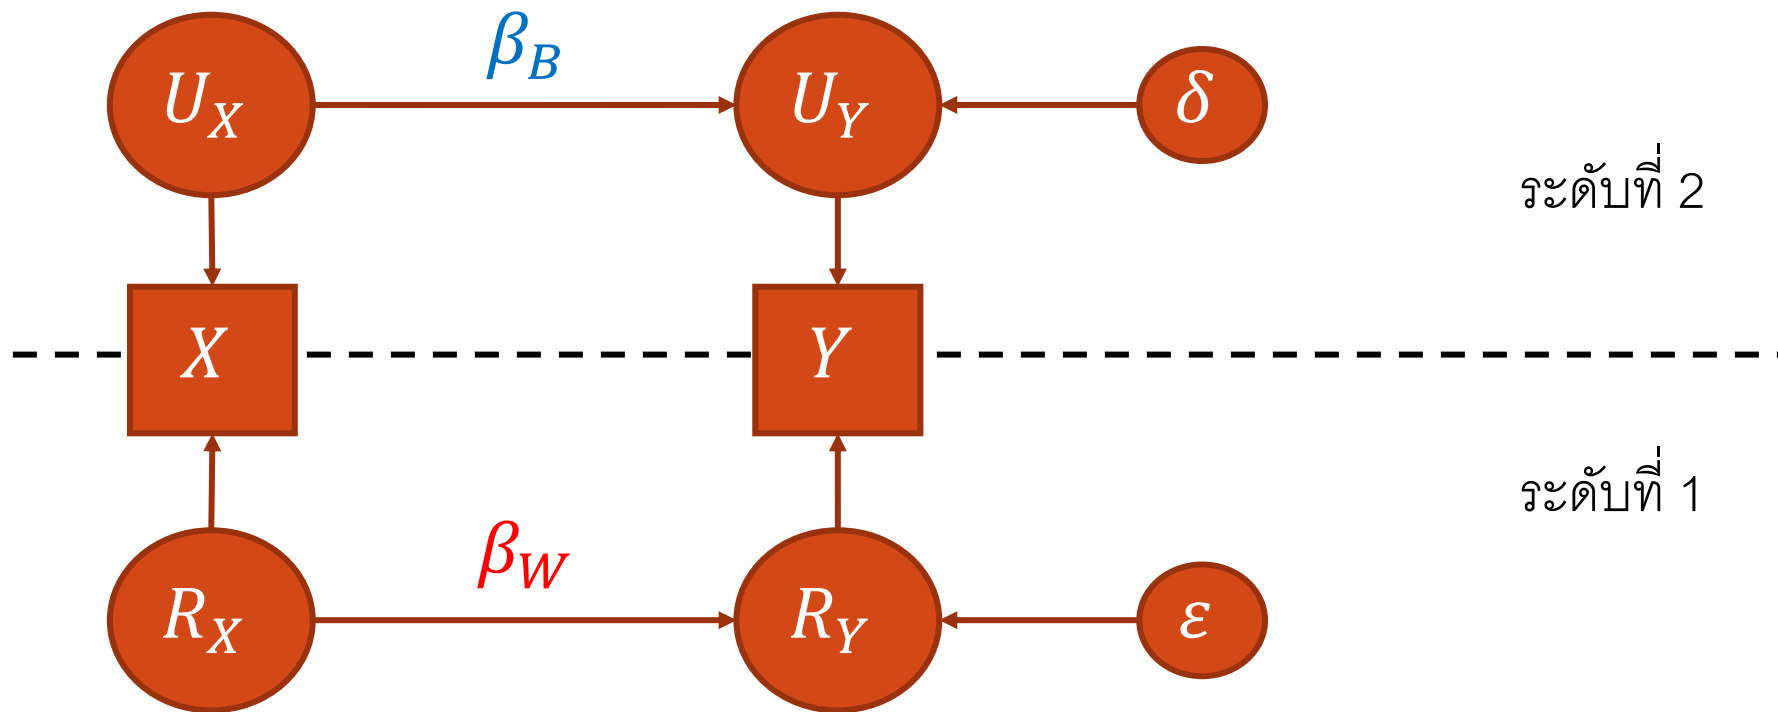 β_B
U_X
U_Y
δ
ระดับที่ 2
X
Y
ระดับที่ 1
β_W
R_X
R_Y
ε